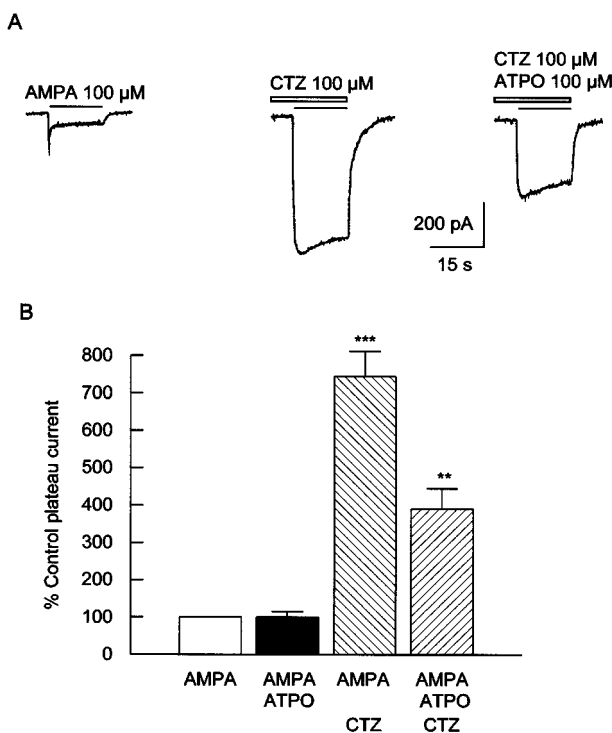 A
AMPA 100 μM
CTZ 100 μM
CTZ 100 μM
ATPO 100 μM
200 pA
15 s
B
% Control plateau current
800
700
600
500
400
300
200
100
0
***
**
AMPA
AMPA
ATPO
AMPA
CTZ
AMPA
ATPO
CTZ